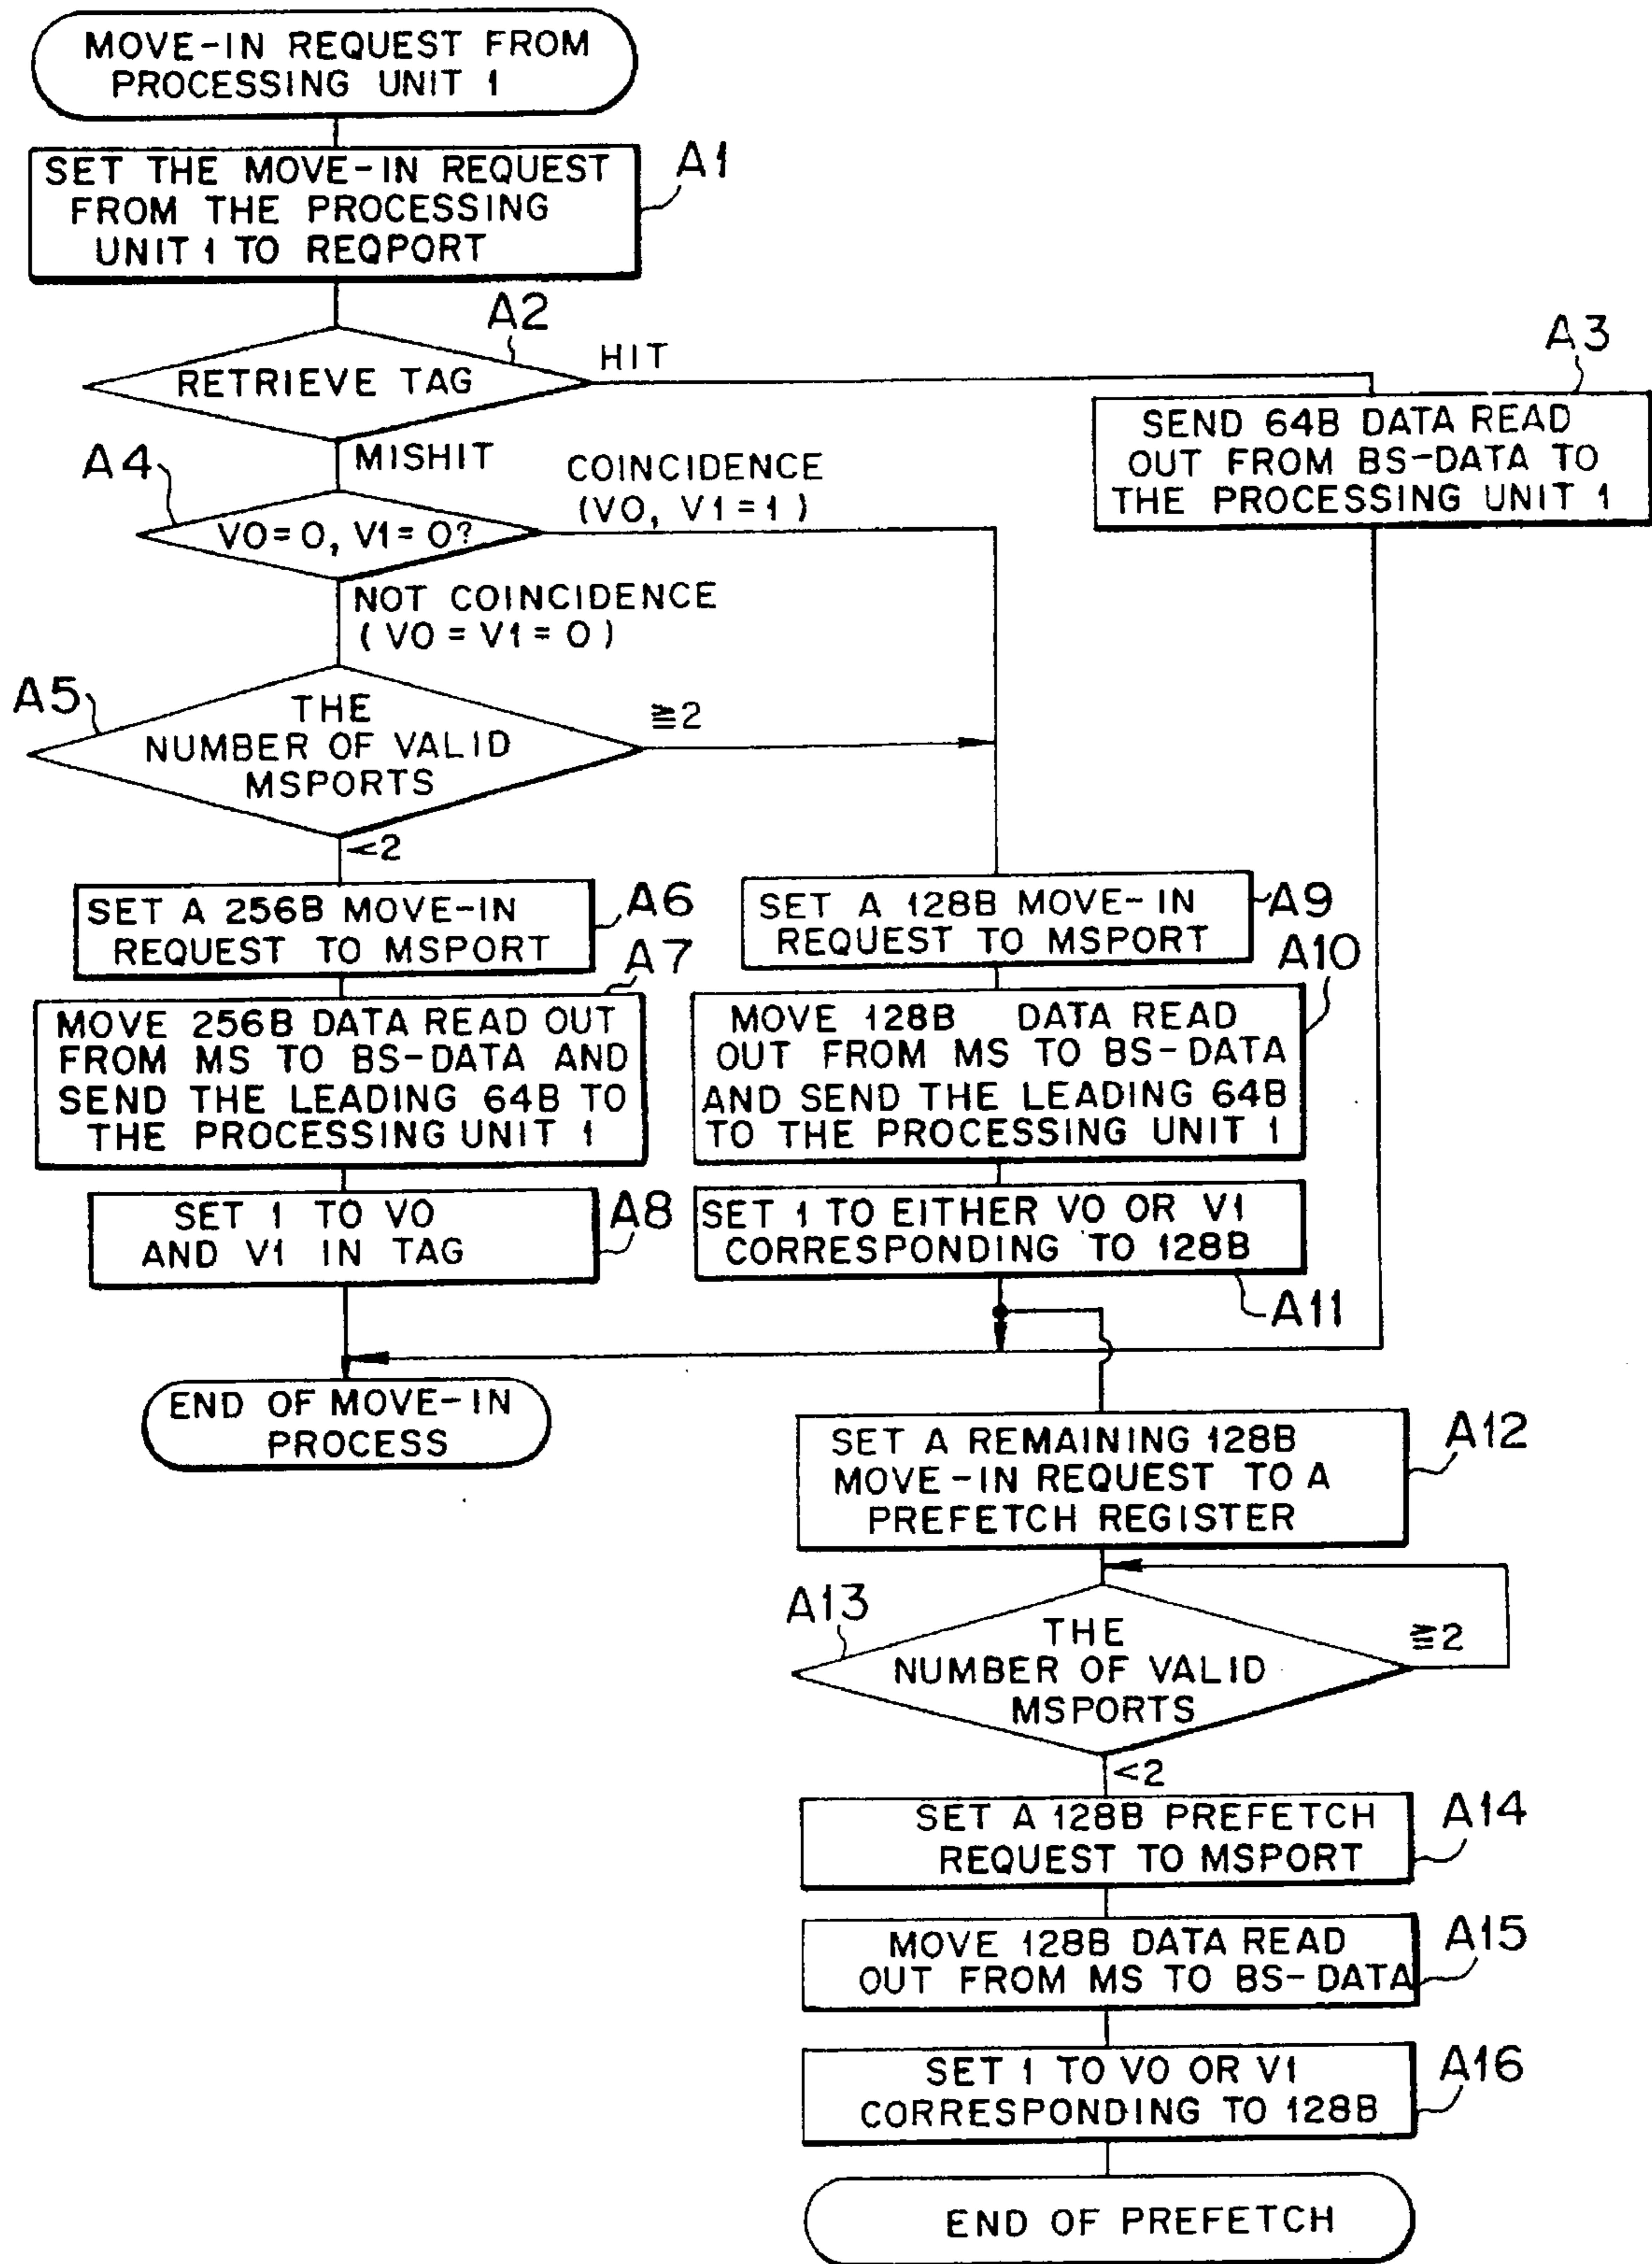 MOVE-IN REQUEST FROM
PROCESSING UNIT 1
SET THE MOVE-IN REQUEST
FROM THE PROCESSING
UNIT 1 TO REQPORT
A1
A2
RETRIEVE TAG
HIT
A3
SEND 64B DATA READ
OUT FROM BS-DATA TO
THE PROCESSING UNIT 1
MISHIT
A4
V0=0, V1=0?
COINCIDENCE
(V0, V1=1)
NOT COINCIDENCE
(V0=V1=0)
A5
THE
NUMBER OF VALID
MSPORTS
≧2
<2
SET A 256B MOVE-IN
REQUEST TO MSPORT
A6
A7
MOVE 256B DATA READ OUT
FROM MS TO BS-DATA AND
SEND THE LEADING 64B TO
THE PROCESSING UNIT 1
SET 1 TO V0
AND V1 IN TAG
A8
SET A 128B MOVE-IN
REQUEST TO MSPORT
A9
A10
MOVE 128B DATA READ
OUT FROM MS TO BS-DATA
AND SEND THE LEADING 64B
TO THE PROCESSING UNIT 1
SET 1 TO EITHER V0 OR V1
CORRESPONDING TO 128B
A11
END OF MOVE-IN
PROCESS
SET A REMAINING 128B
MOVE-IN REQUEST TO A
PREFETCH REGISTER
A12
A13
THE
NUMBER OF VALID
MSPORTS
≧2
<2
SET A 128B PREFETCH
REQUEST TO MSPORT
A14
MOVE 128B DATA READ
OUT FROM MS TO BS-DATA
A15
SET 1 TO V0 OR V1
CORRESPONDING TO 128B
A16
END OF PREFETCH